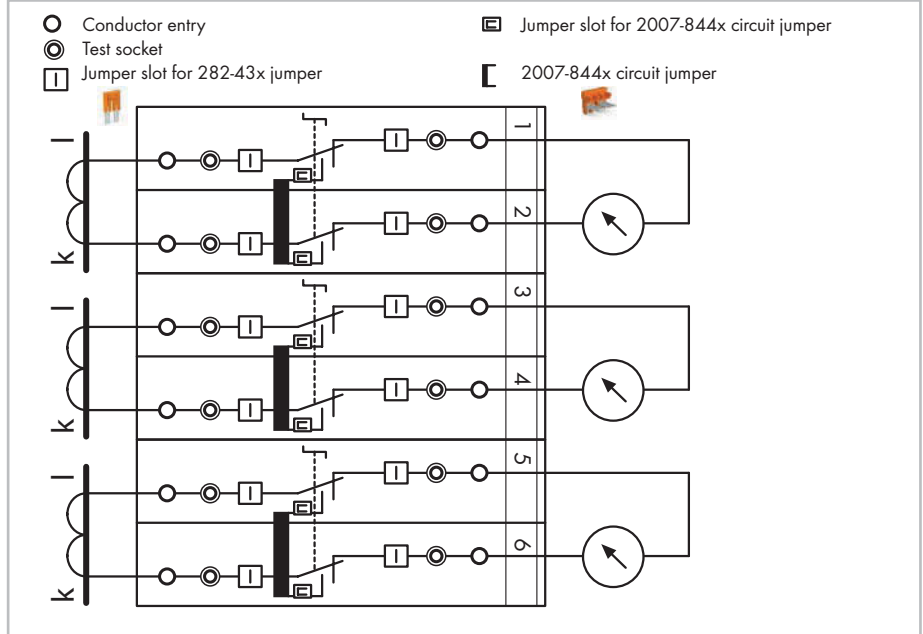 Conductor entry
Test socket
Jumper slot for 282-43x jumper
Jumper slot for 2007-844x circuit jumper
2007-844x circuit jumper
l
k
1
2
l
k
3
4
l
k
5
6